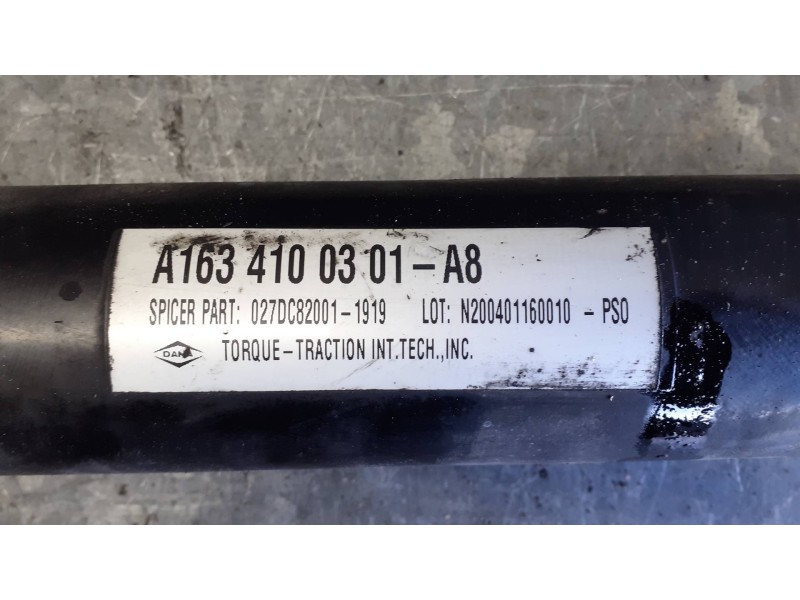 A163 410 03 01-A8
SPICER PART: 027DC82001-1919 LOT: N200401160010 - PSO
DANA TORQUE-TRACTION INT.TECH.,INC.